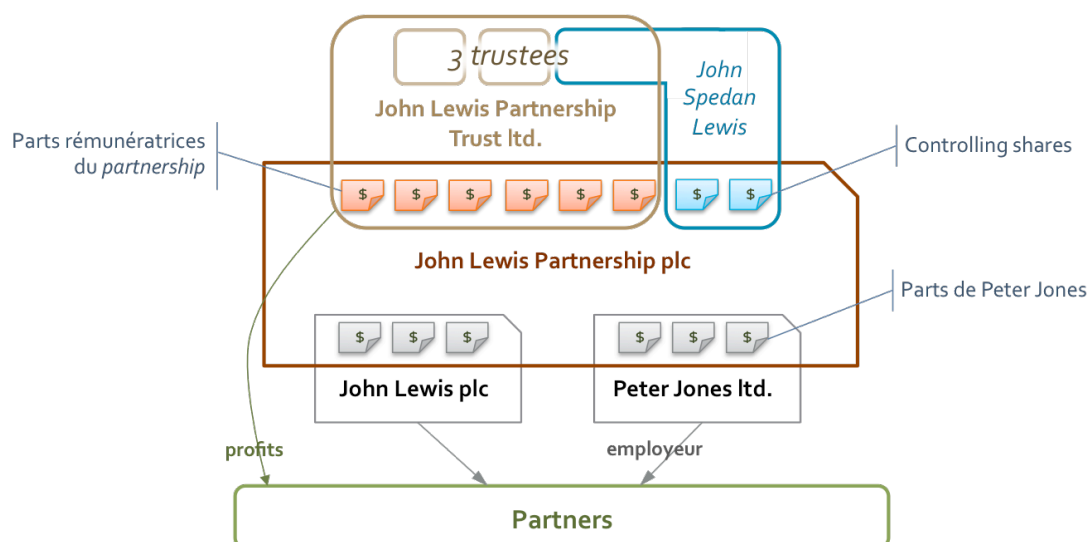 3 trustees
John
Spedan
Lewis
John Lewis Partnership
Trust ltd.
Parts rémunératrices
du partnership
Controlling shares
$ $ $ $ $ $ $ $
John Lewis Partnership plc
Parts de Peter Jones
$ $ $ $ $ $
John Lewis plc
Peter Jones ltd.
profits
employeur
Partners